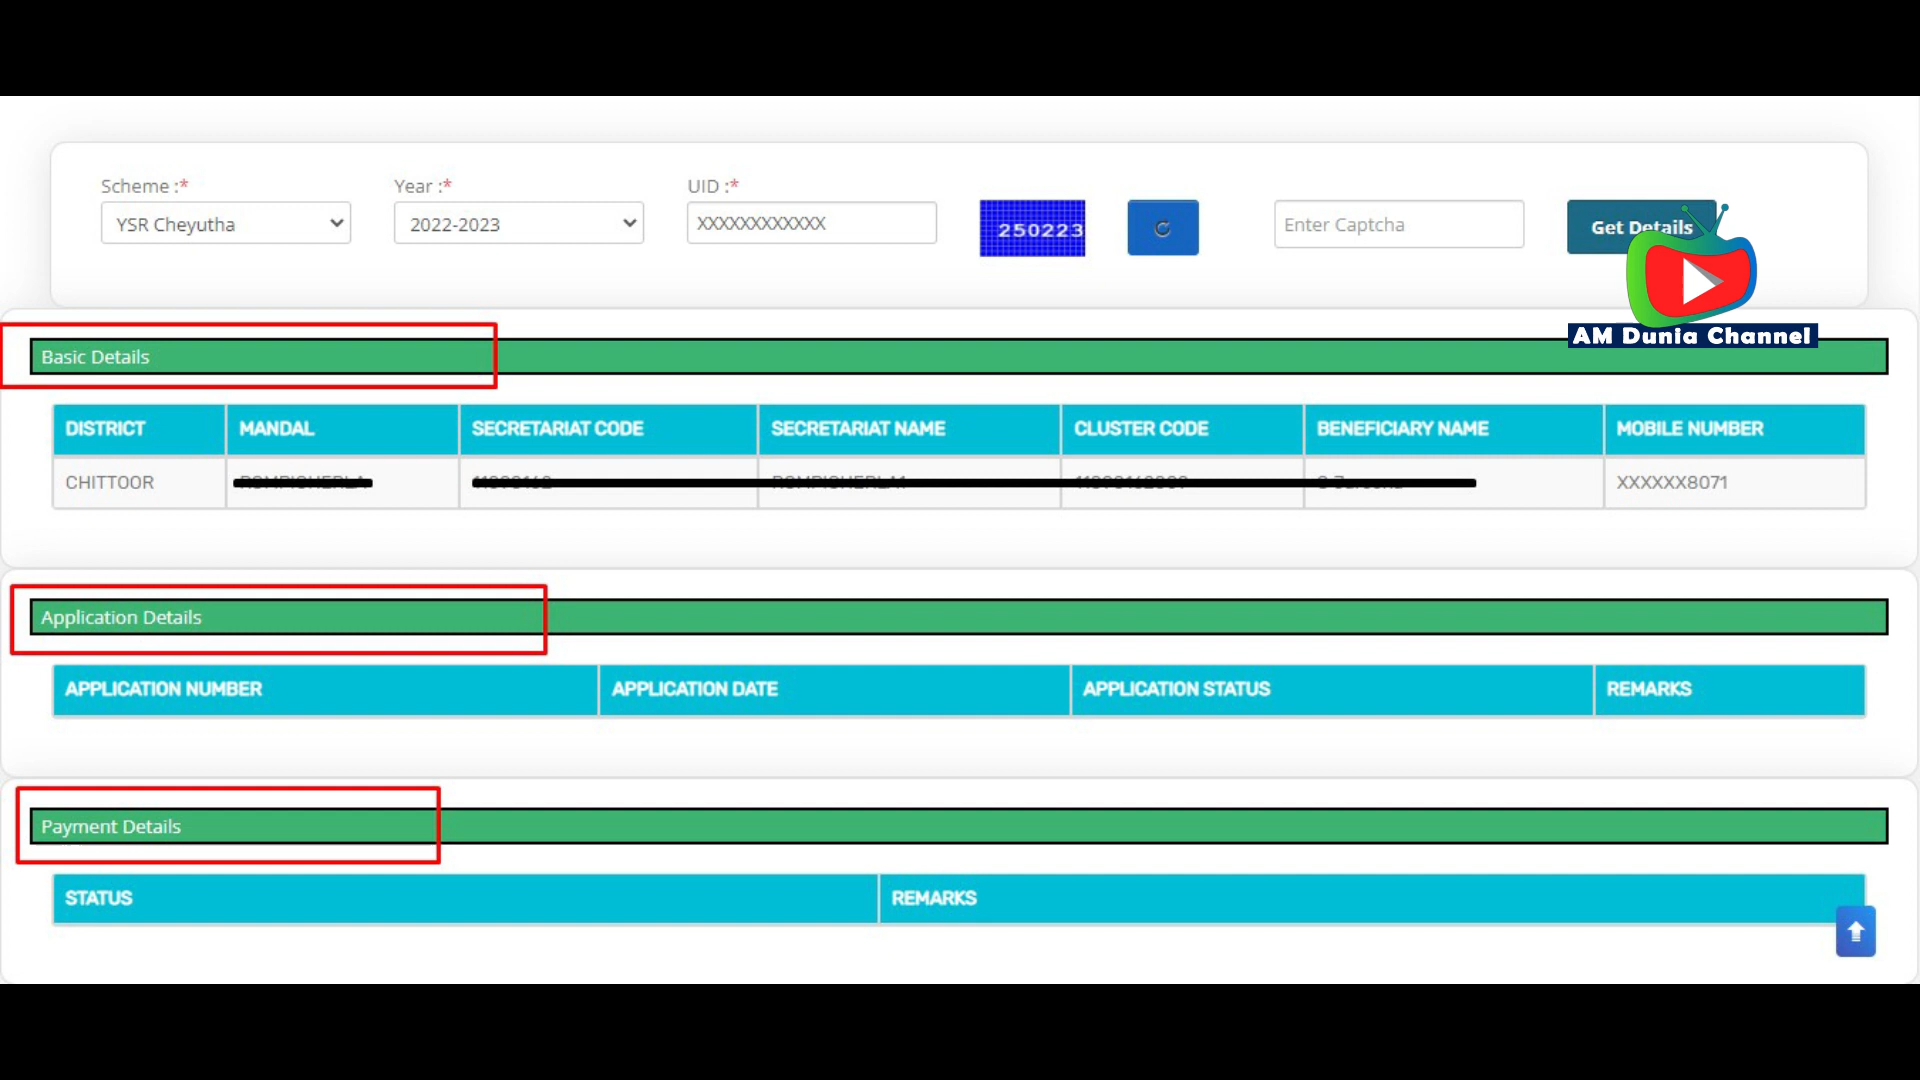 Scheme :* Year :* UID :*
YSR Cheyutha 2022-2023 XXXXXXXXXXXX 250223 Enter Captcha Get Details
AM Dunia Channel
Basic Details
DISTRICT MANDAL SECRETARIAT CODE SECRETARIAT NAME CLUSTER CODE BENEFICIARY NAME MOBILE NUMBER
CHITTOOR XXXXXX8071
Application Details
APPLICATION NUMBER APPLICATION DATE APPLICATION STATUS REMARKS
Payment Details
STATUS REMARKS